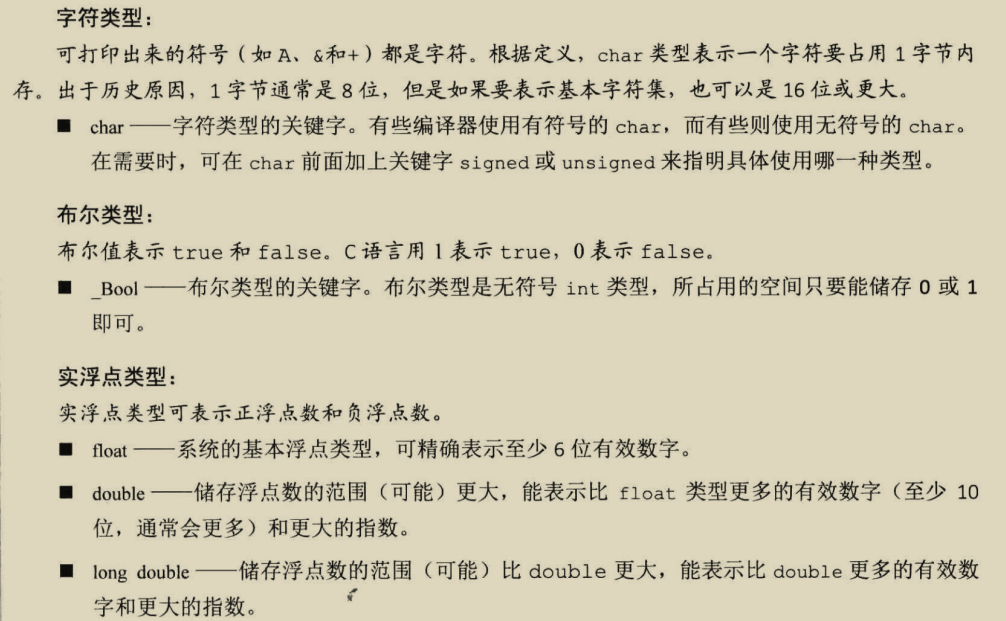 字符类型：
可打印出来的符号（如 A、&和+）都是字符。根据定义，char 类型表示一个字符要占用 1 字节内
存。出于历史原因，1 字节通常是 8 位，但是如果要表示基本字符集，也可以是 16 位或更大。
■ char ——字符类型的关键字。有些编译器使用有符号的 char，而有些则使用无符号的 char。
在需要时，可在 char 前面加上关键字 signed 或 unsigned 来指明具体使用哪一种类型。
布尔类型：
布尔值表示 true 和 false。C 语言用 1 表示 true，0 表示 false。
■ _Bool ——布尔类型的关键字。布尔类型是无符号 int 类型，所占用的空间只要能储存 0 或 1
即可。
实浮点类型：
实浮点类型可表示正浮点数和负浮点数。
■ float ——系统的基本浮点类型，可精确表示至少 6 位有效数字。
■ double ——储存浮点数的范围（可能）更大，能表示比 float 类型更多的有效数字（至少 10
位，通常会更多）和更大的指数。
■ long double ——储存浮点数的范围（可能）比 double 更大，能表示比 double 更多的有效数
字和更大的指数。